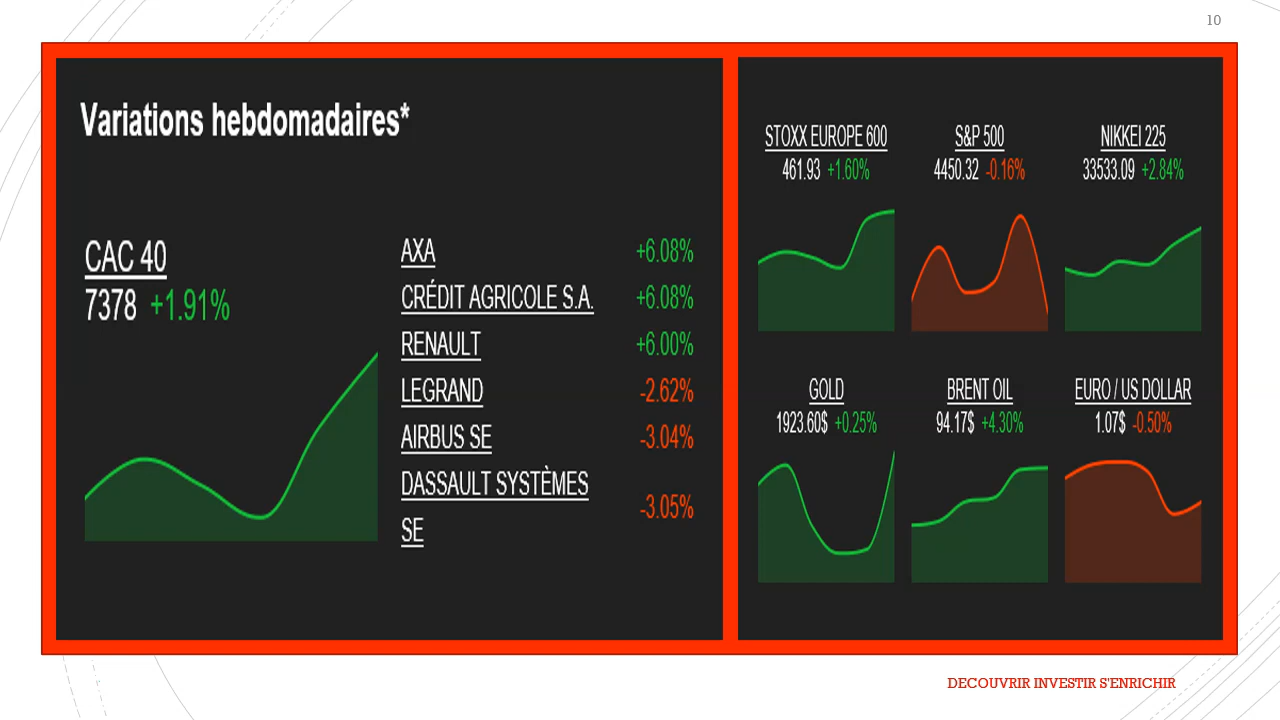 10
Variations hebdomadaires*
CAC 40
7378 +1.91%
AXA +6.08%
CRÉDIT AGRICOLE S.A. +6.08%
RENAULT +6.00%
LEGRAND -2.62%
AIRBUS SE -3.04%
DASSAULT SYSTÈMES
SE -3.05%
STOXX EUROPE 600
461.93 +1.60%
S&P 500
4450.32 -0.16%
NIKKEI 225
33533.09 +2.84%
GOLD
1923.60$ +0.25%
BRENT OIL
94.17$ +4.30%
EURO / US DOLLAR
1.07$ -0.50%
DECOUVRIR INVESTIR S'ENRICHIR